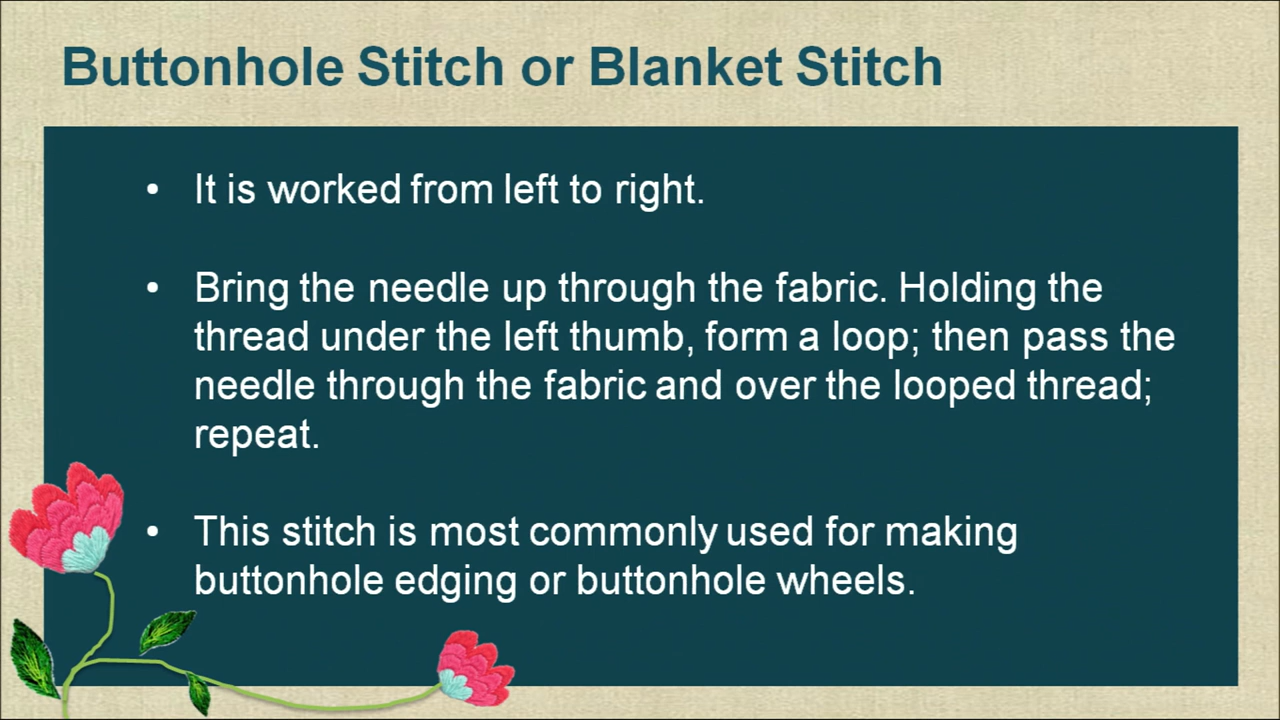 Buttonhole Stitch or Blanket Stitch
• It is worked from left to right.
• Bring the needle up through the fabric. Holding the
thread under the left thumb, form a loop; then pass the
needle through the fabric and over the looped thread;
repeat.
• This stitch is most commonly used for making
buttonhole edging or buttonhole wheels.